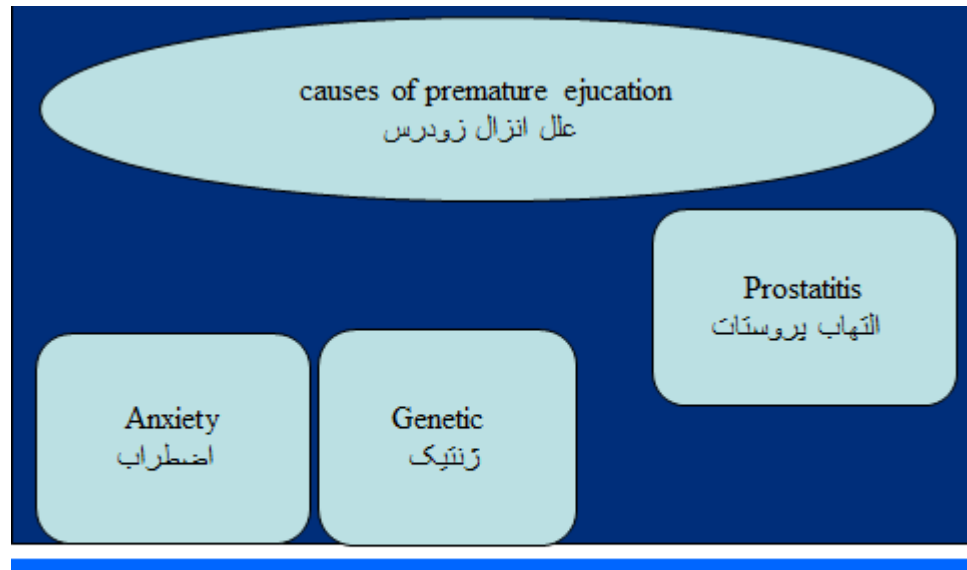 causes of premature ejucation
علل انزال زودرس
Prostatitis
التهاب پروستات
Anxiety
اضطراب
Genetic
ژنتیک